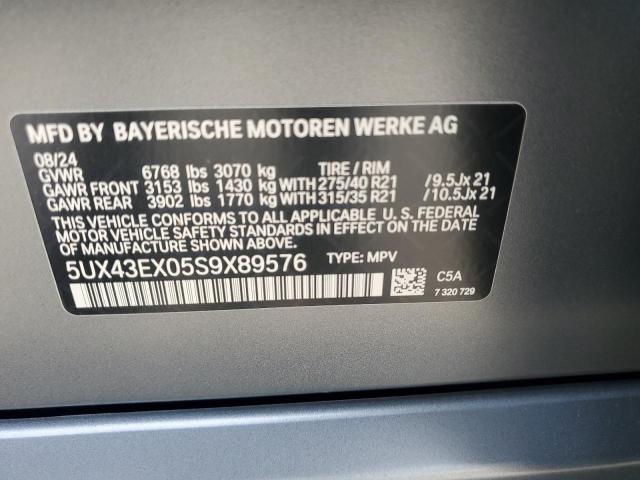 MFD BY BAYERISCHE MOTOREN WERKE AG
08/24
GVWR 6768 lbs 3070 kg TIRE / RIM
GAWR FRONT 3153 lbs 1430 kg WITH 275/40 R21 /9.5Jx21
GAWR REAR 3902 lbs 1770 kg WITH 315/35 R21 /10.5Jx21
THIS VEHICLE CONFORMS TO ALL APPLICABLE U. S. FEDERAL
MOTOR VEHICLE SAFETY STANDARDS IN EFFECT ON THE DATE
OF MANUFACTURE SHOWN ABOVE.
5UX43EX05S9X89576 TYPE: MPV
C5A
7 320 729